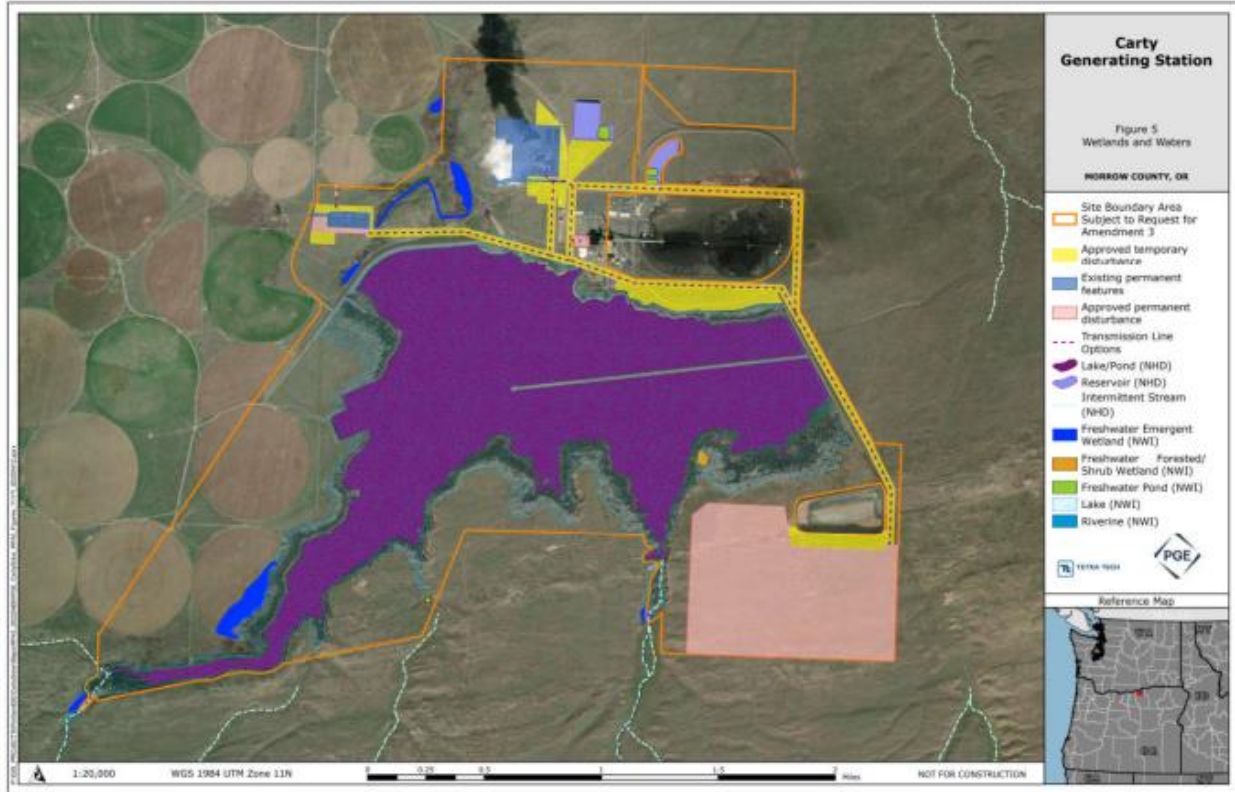 Carty
Generating Station
Figure 5
Wetlands and Waters
MORROW COUNTY, OR
Site Boundary Area
Subject to Request for
Amendment 3
Approved temporary
disturbance
Existing permanent
features
Approved permanent
disturbance
Transmission Line
Options
Lake/Pond (NHD)
Reservoir (NHD)
Intermittent Stream
(NHD)
Freshwater Emergent
Wetland (NWI)
Freshwater Forested/
Shrub Wetland (NWI)
Freshwater Pond (NWI)
Lake (NWI)
Riverine (NWI)
TETRA TECH
PGE
Reference Map
WA
OR
1:20,000
WGS 1984 UTM Zone 11N
0 0.25 0.5 1 1.5 2
Miles
NOT FOR CONSTRUCTION